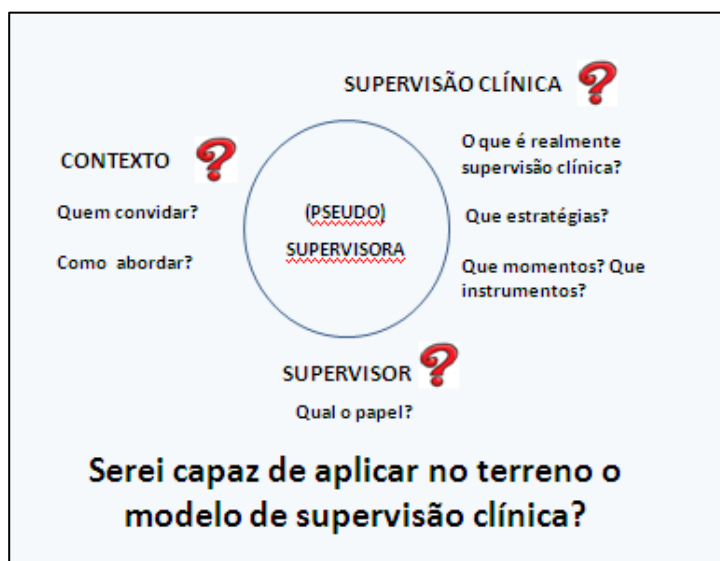 SUPERVISÃO CLÍNICA
O que é realmente
supervisão clínica?
Que estratégias?
Que momentos? Que
instrumentos?
CONTEXTO
Quem convidar?
Como abordar?
(PSEUDO)
SUPERVISORA
SUPERVISOR
Qual o papel?
Serei capaz de aplicar no terreno o
modelo de supervisão clínica?